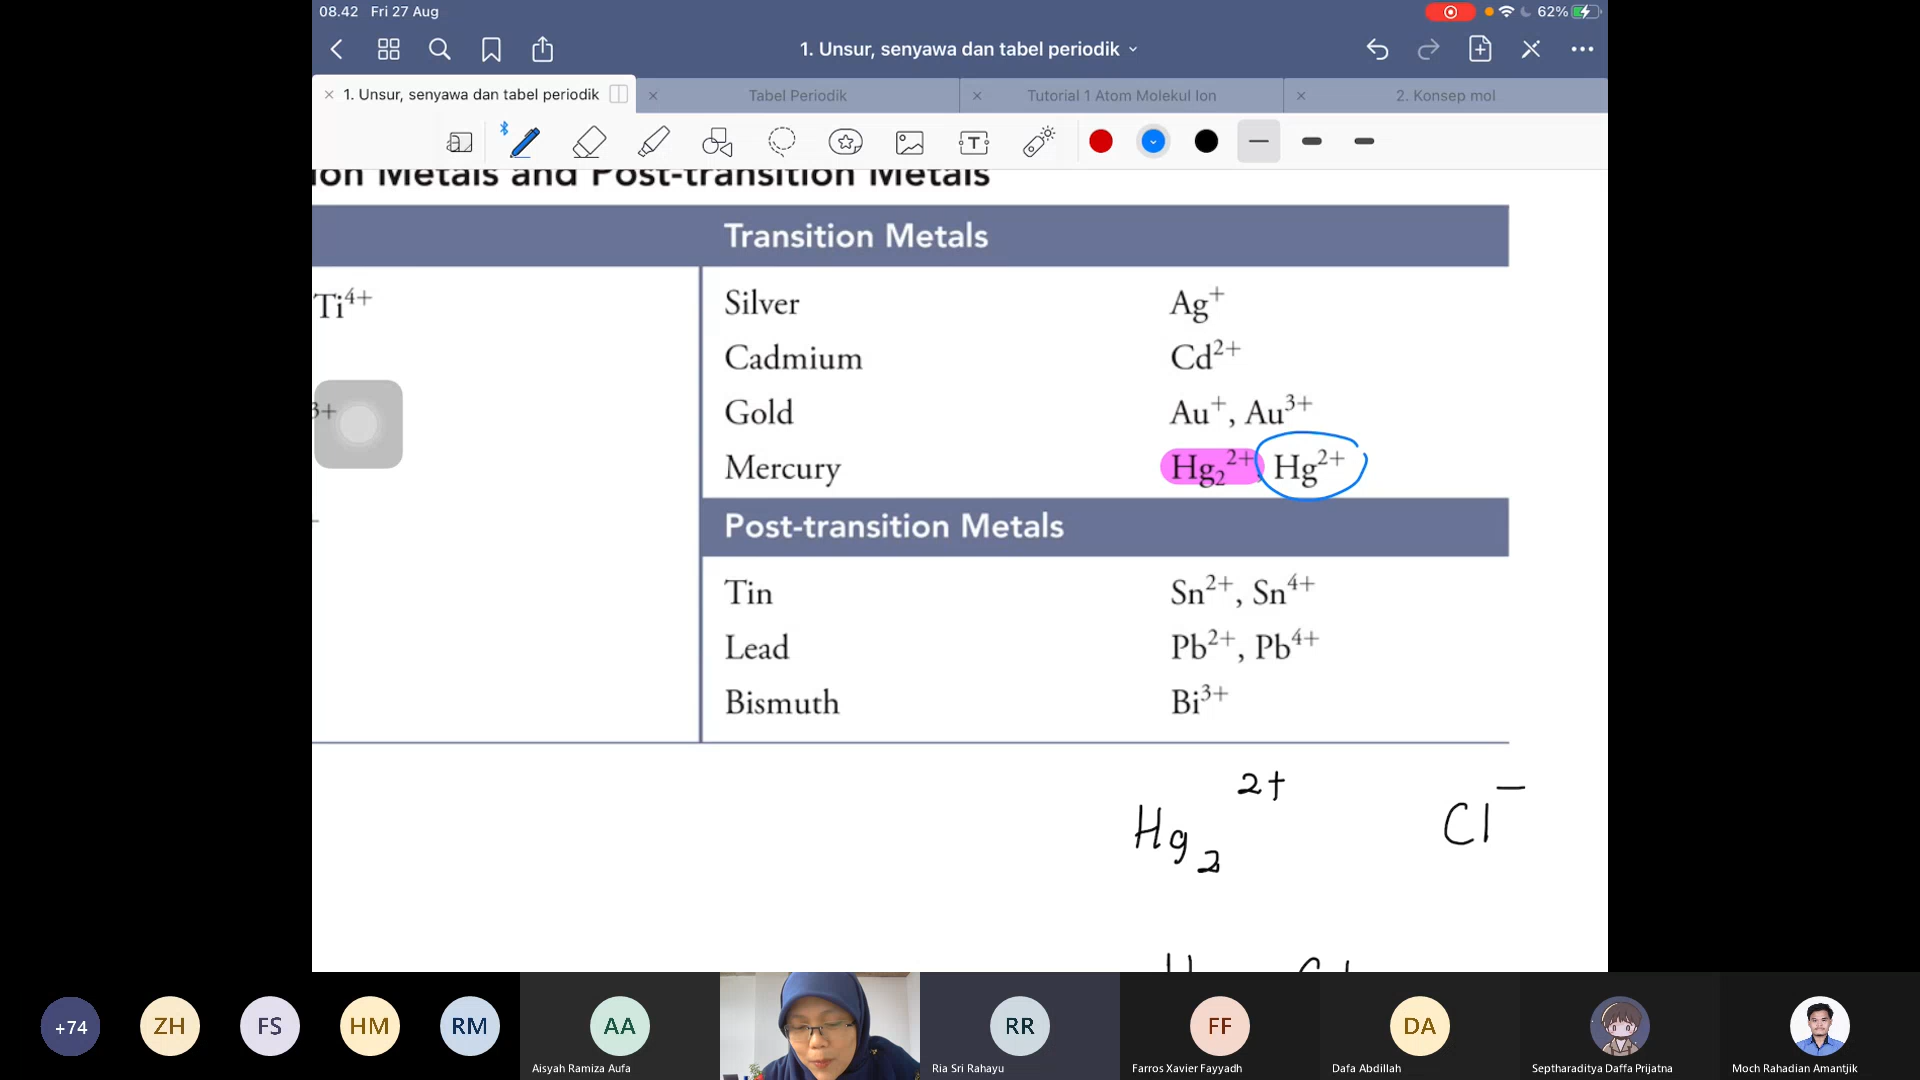 08.42 Fri 27 Aug
62%
1. Unsur, senyawa dan tabel periodik
1. Unsur, senyawa dan tabel periodik
Tabel Periodik
Tutorial 1 Atom Molekul Ion
2. Konsep mol
ion Metals and Post-transition Metals
Transition Metals
Ti⁴⁺
Silver Ag⁺
Cadmium Cd²⁺
3+
Gold Au⁺, Au³⁺
Mercury Hg₂²⁺, Hg²⁺
Post-transition Metals
Tin Sn²⁺, Sn⁴⁺
Lead Pb²⁺, Pb⁴⁺
Bismuth Bi³⁺
Hg₂²⁺ Cl⁻
+74
ZH
FS
HM
RM
AA
RR
FF
DA
Aisyah Ramiza Aufa
Ria Sri Rahayu
Farros Xavier Fayyadh
Dafa Abdillah
Septharaditya Daffa Prijatna
Moch Rahadian Amantjik